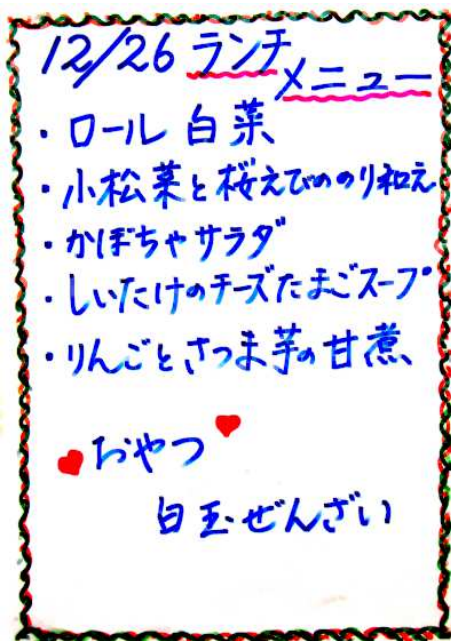 12/26 ランチメニュー
・ロール白菜
・小松菜と桜えびののり和え
・かぼちゃサラダ
・しいたけのチーズたまごスープ
・りんごとさつま芋の甘煮
おやつ
白玉ぜんざい